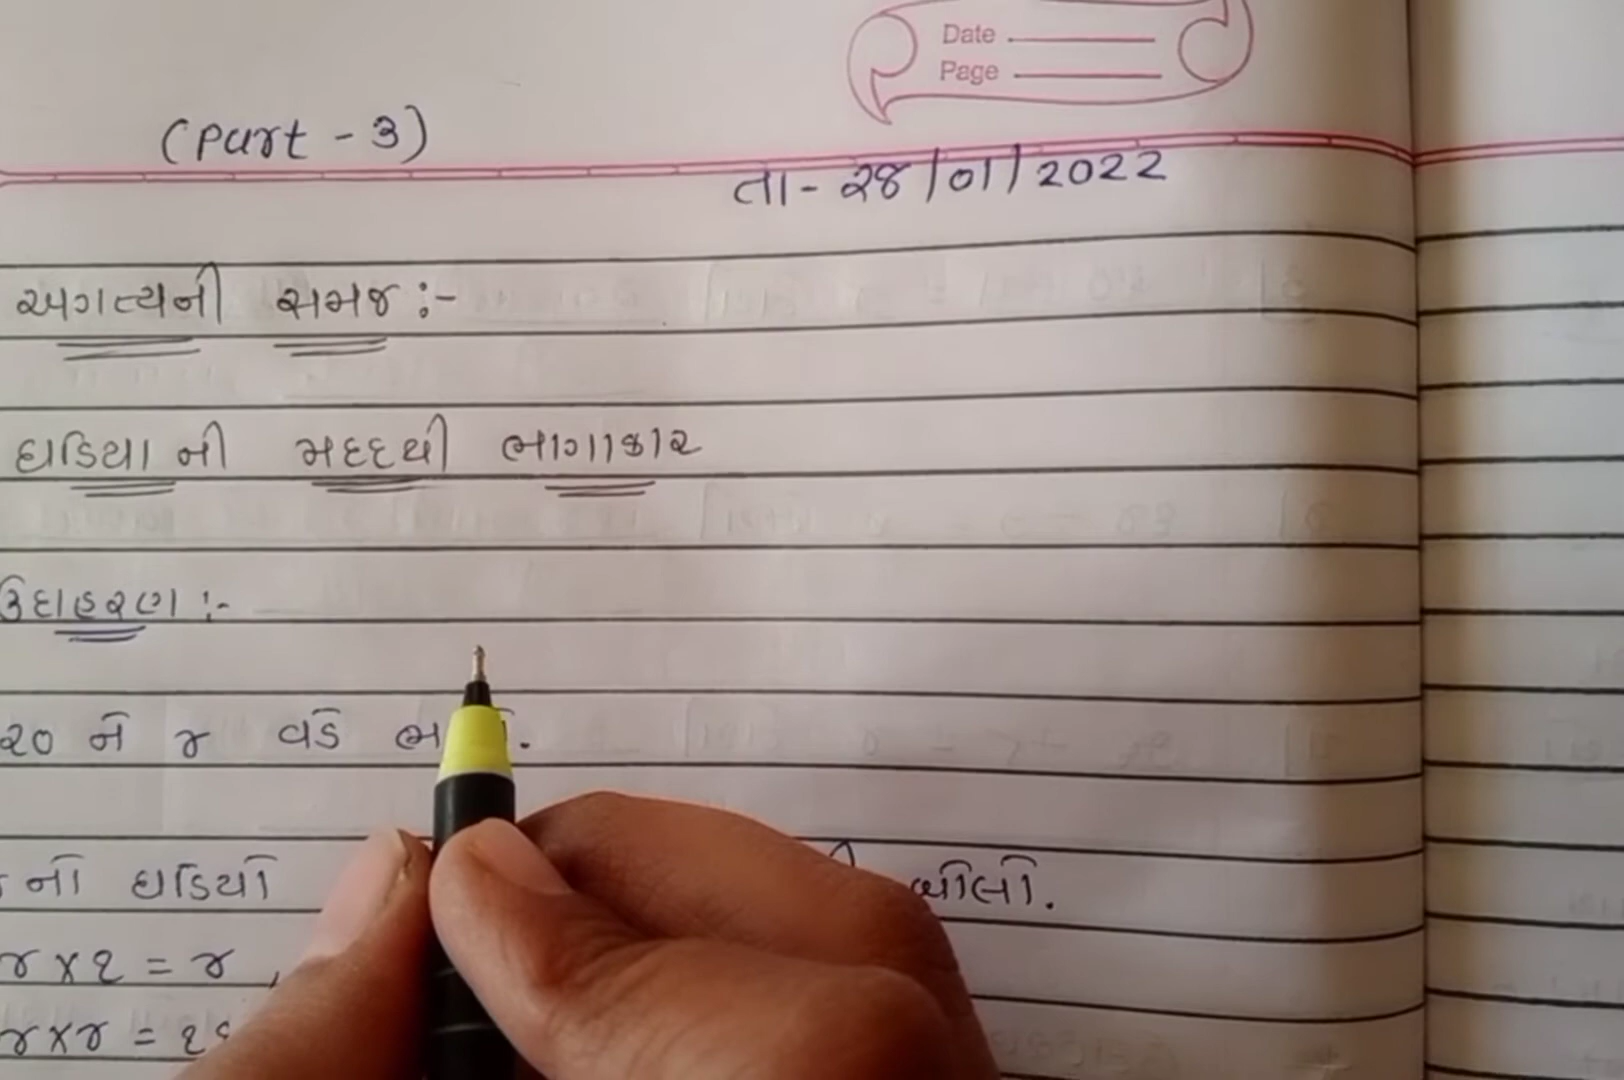 Date
Page
(Part - 3)
તા - ૨૪/૦૧/2022
અગત્યની સમજ :-
ઘડિયા ની મદદથી ભાગાકાર
ઉદાહરણ :-
૨૦ ને ૪ વડે
નો ઘડિયો બોલો.
૪ x ૧ = ૪ ,
૪ x ૪ = ૧૬